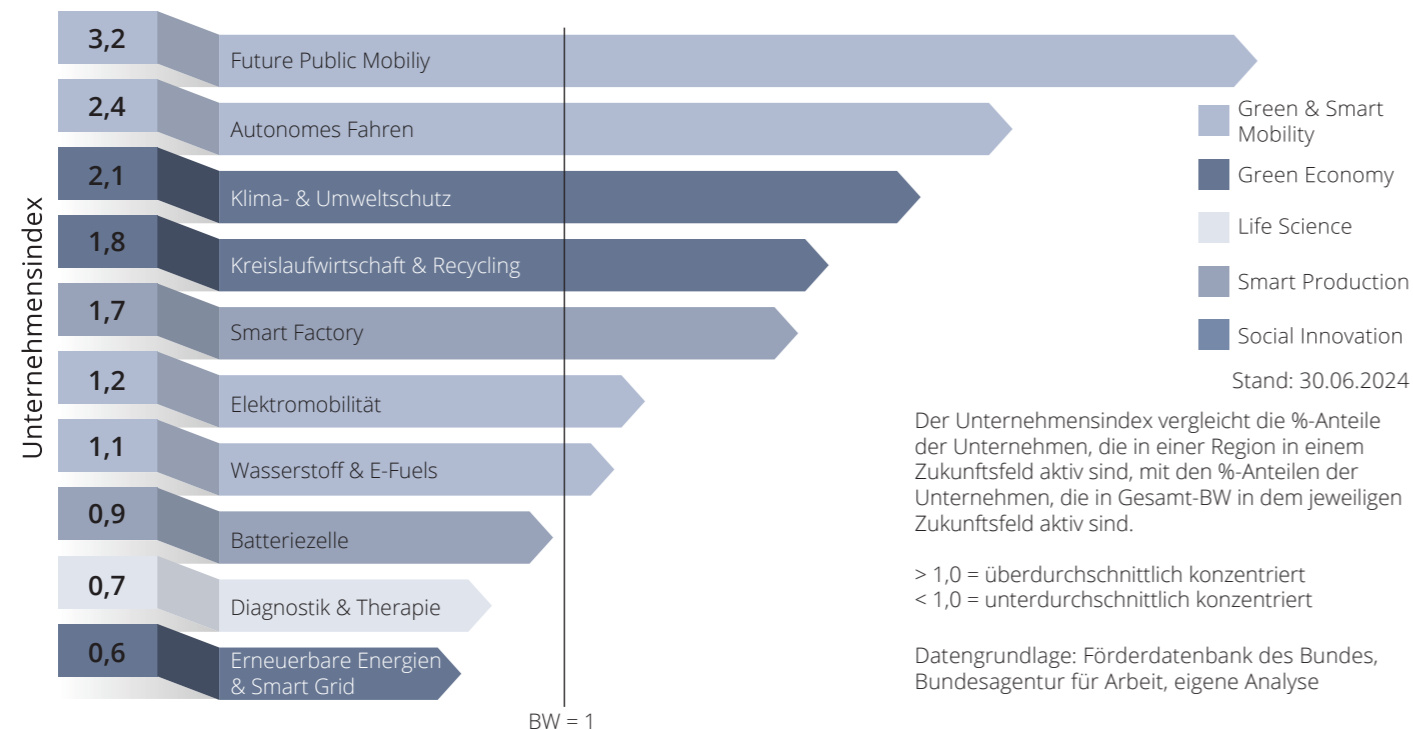 Unternehmensindex
3,2
Future Public Mobiliy
2,4
Autonomes Fahren
2,1
Klima- & Umweltschutz
1,8
Kreislaufwirtschaft & Recycling
1,7
Smart Factory
1,2
Elektromobilität
1,1
Wasserstoff & E-Fuels
0,9
Batteriezelle
0,7
Diagnostik & Therapie
0,6
Erneuerbare Energien
& Smart Grid
BW = 1
Green & Smart
Mobility
Green Economy
Life Science
Smart Production
Social Innovation
Stand: 30.06.2024
Der Unternehmensindex vergleicht die %-Anteile
der Unternehmen, die in einer Region in einem
Zukunftsfeld aktiv sind, mit den %-Anteilen der
Unternehmen, die in Gesamt-BW in dem jeweiligen
Zukunftsfeld aktiv sind.
> 1,0 = überdurchschnittlich konzentriert
< 1,0 = unterdurchschnittlich konzentriert
Datengrundlage: Förderdatenbank des Bundes,
Bundesagentur für Arbeit, eigene Analyse